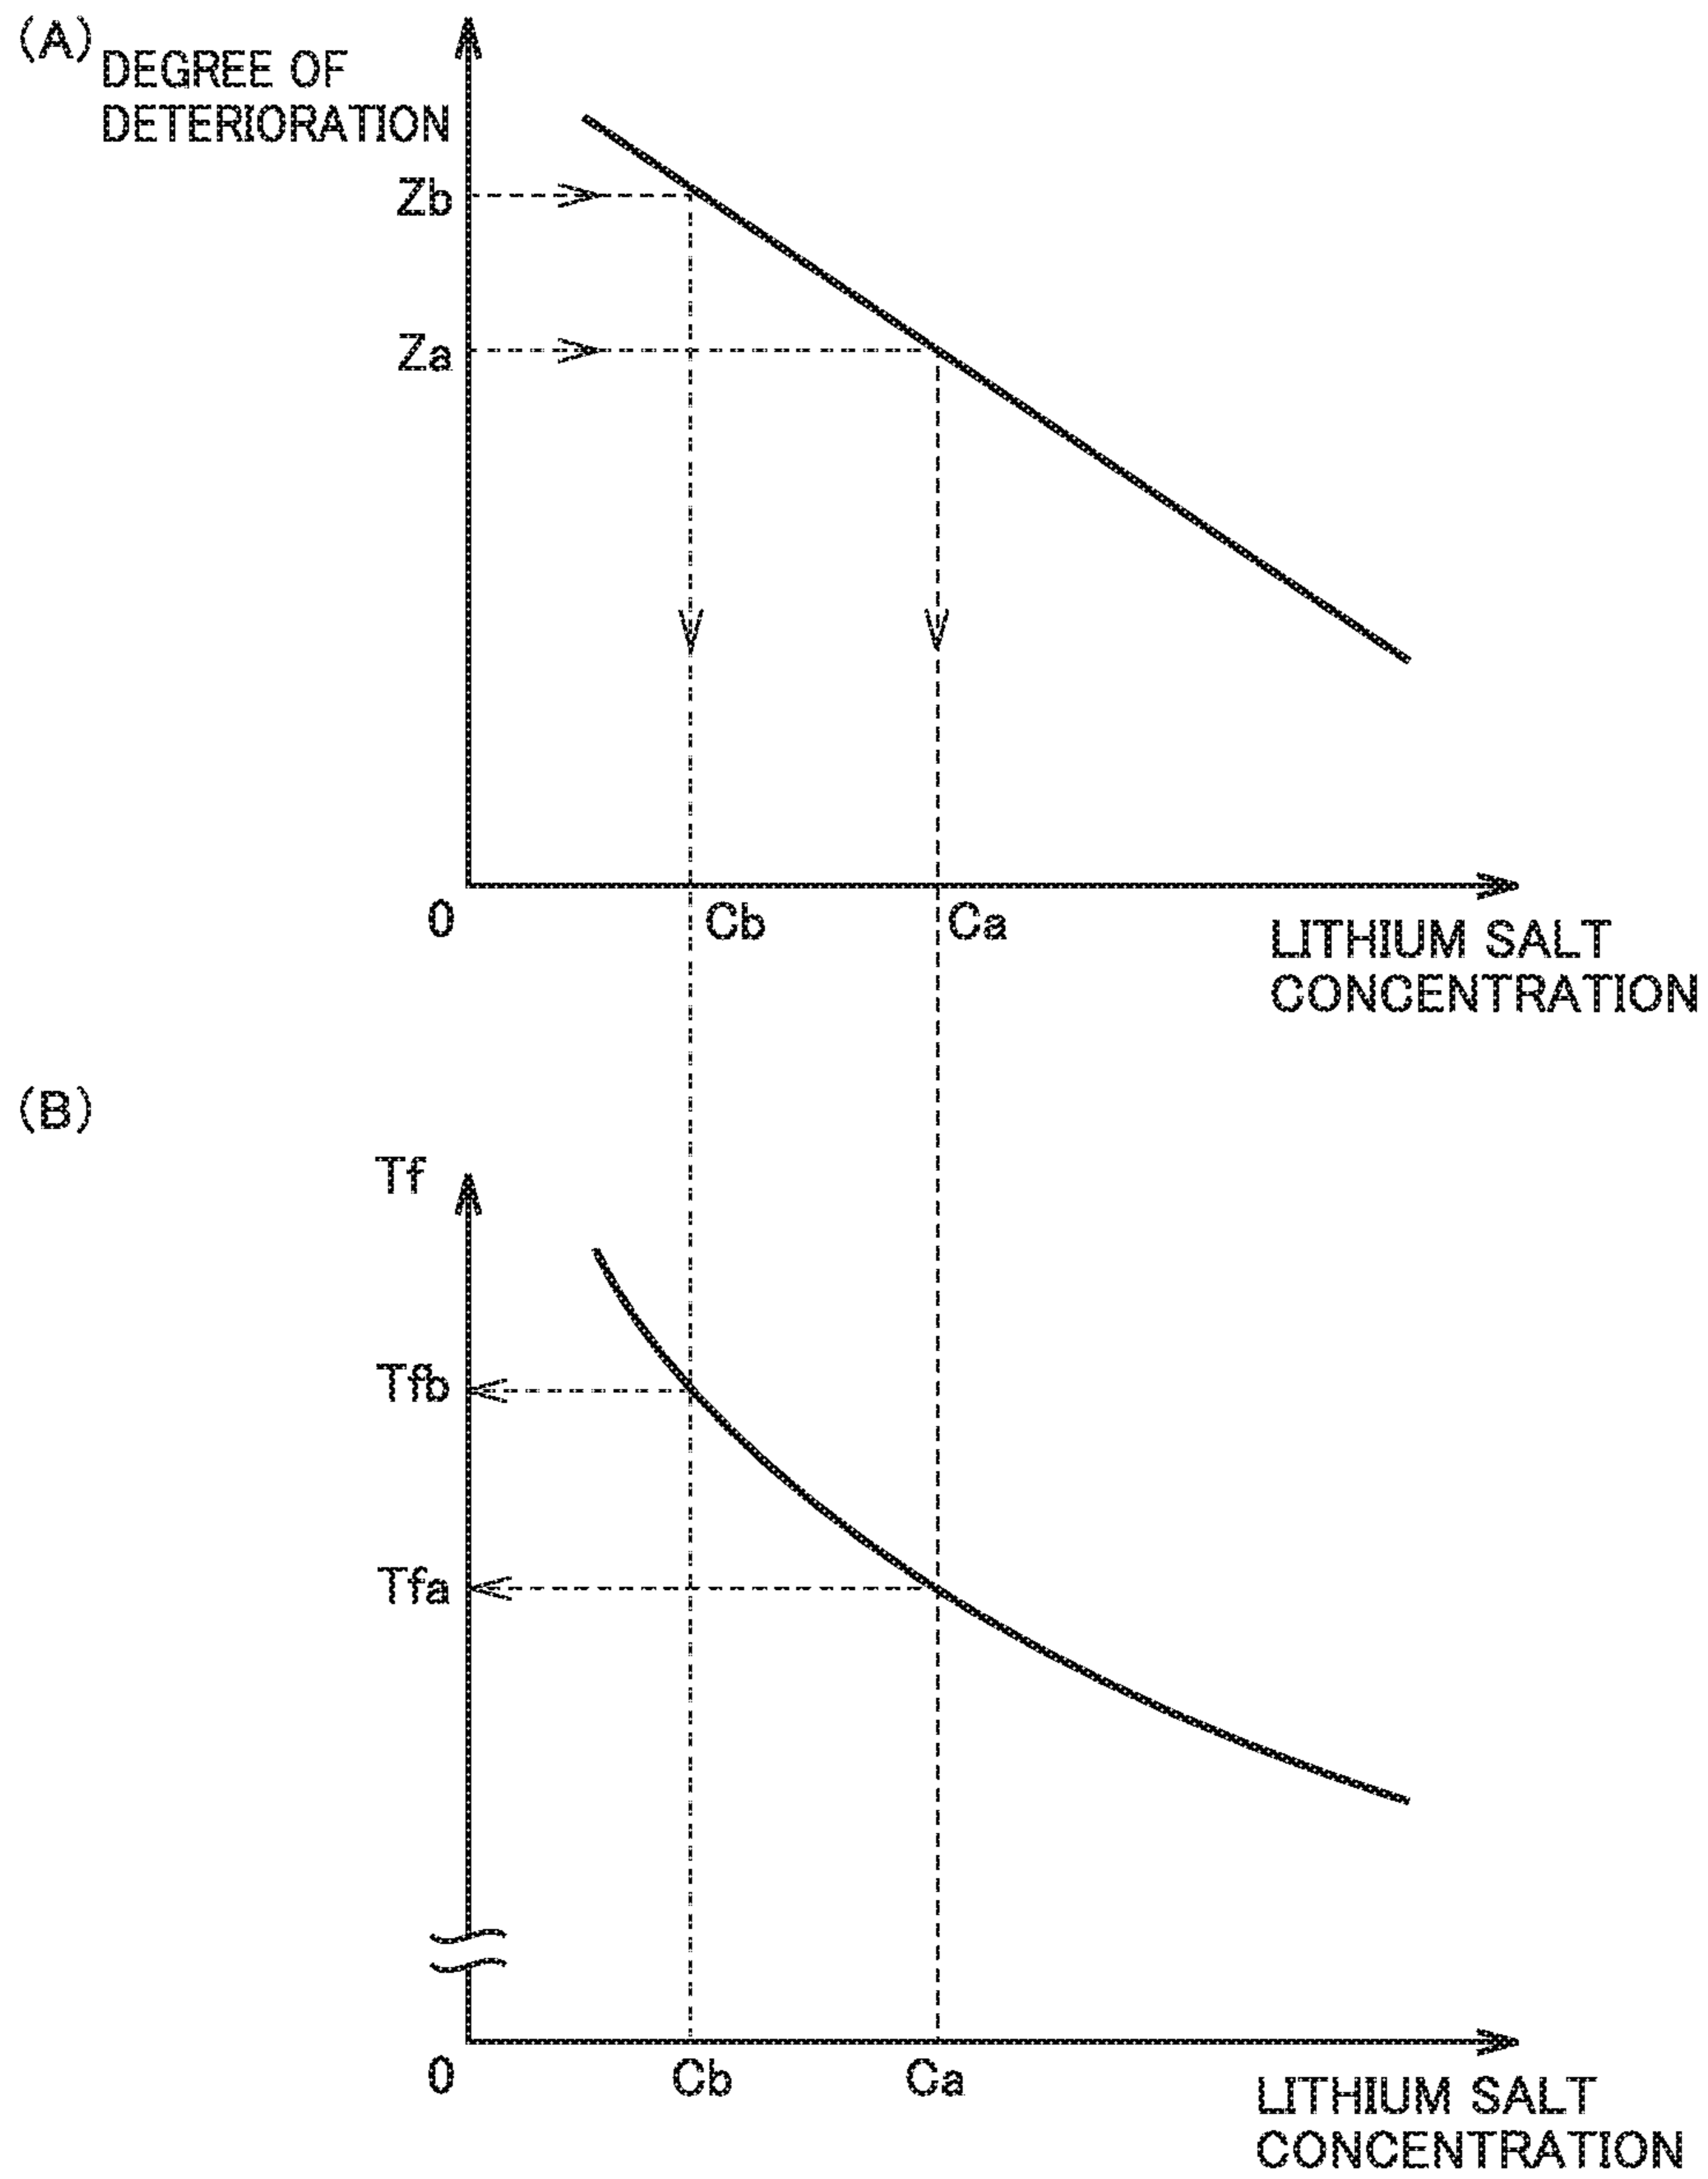 (A)
DEGREE OF
DETERIORATION
Zb
Za
0
Cb
Ca
LITHIUM SALT
CONCENTRATION
(B)
Tf
Tfb
Tfa
0
Cb
Ca
LITHIUM SALT
CONCENTRATION